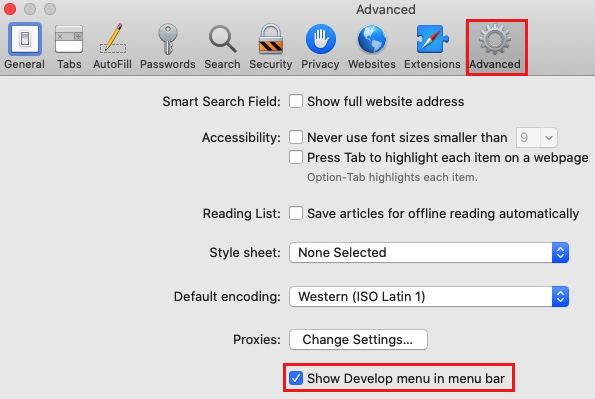 Advanced
General Tabs AutoFill Passwords Search Security Privacy Websites Extensions Advanced
Smart Search Field: Show full website address
Accessibility: Never use font sizes smaller than 9
Press Tab to highlight each item on a webpage
Option-Tab highlights each item.
Reading List: Save articles for offline reading automatically
Style sheet: None Selected
Default encoding: Western (ISO Latin 1)
Proxies: Change Settings...
Show Develop menu in menu bar